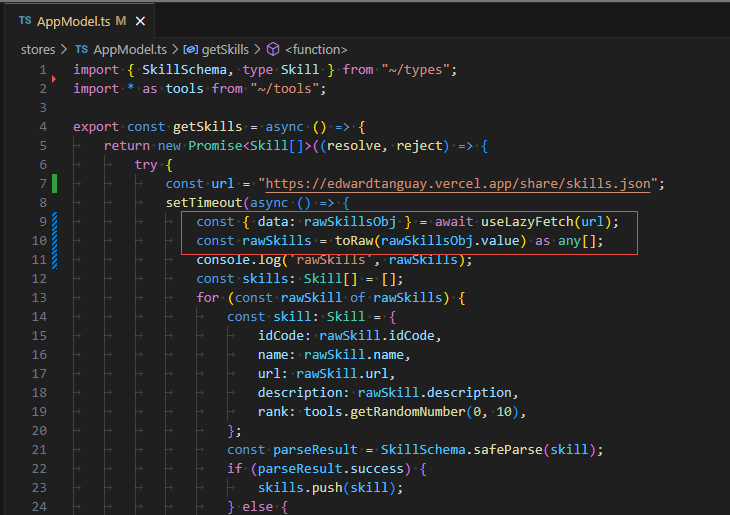 TS AppModel.ts M ×
stores > TS AppModel.ts > getSkills > <function>
1 import { SkillSchema, type Skill } from "~/types";
2 import * as tools from "~/tools";
3
4 export const getSkills = async () => {
5 return new Promise<Skill[]>((resolve, reject) => {
6 try {
7 const url = "https://edwardtanguay.vercel.app/share/skills.json";
8 setTimeout(async () => {
9 const { data: rawSkillsObj } = await useLazyFetch(url);
10 const rawSkills = toRaw(rawSkillsObj.value) as any[];
11 console.log('rawSkills', rawSkills);
12 const skills: Skill[] = [];
13 for (const rawSkill of rawSkills) {
14 const skill: Skill = {
15 idCode: rawSkill.idCode,
16 name: rawSkill.name,
17 url: rawSkill.url,
18 description: rawSkill.description,
19 rank: tools.getRandomNumber(0, 10),
20 };
21 const parseResult = SkillSchema.safeParse(skill);
22 if (parseResult.success) {
23 skills.push(skill);
24 } else {